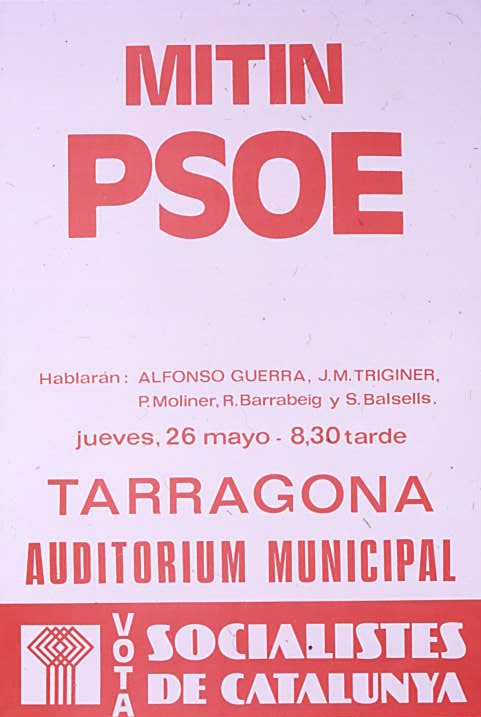 MITIN
PSOE
Hablarán: ALFONSO GUERRA, J.M.TRIGINER,
P.Moliner, R.Barrabeig y S.Balsells.
jueves, 26 mayo - 8,30 tarde
TARRAGONA
AUDITORIUM MUNICIPAL
VOTA
SOCIALISTES
DE CATALUNYA